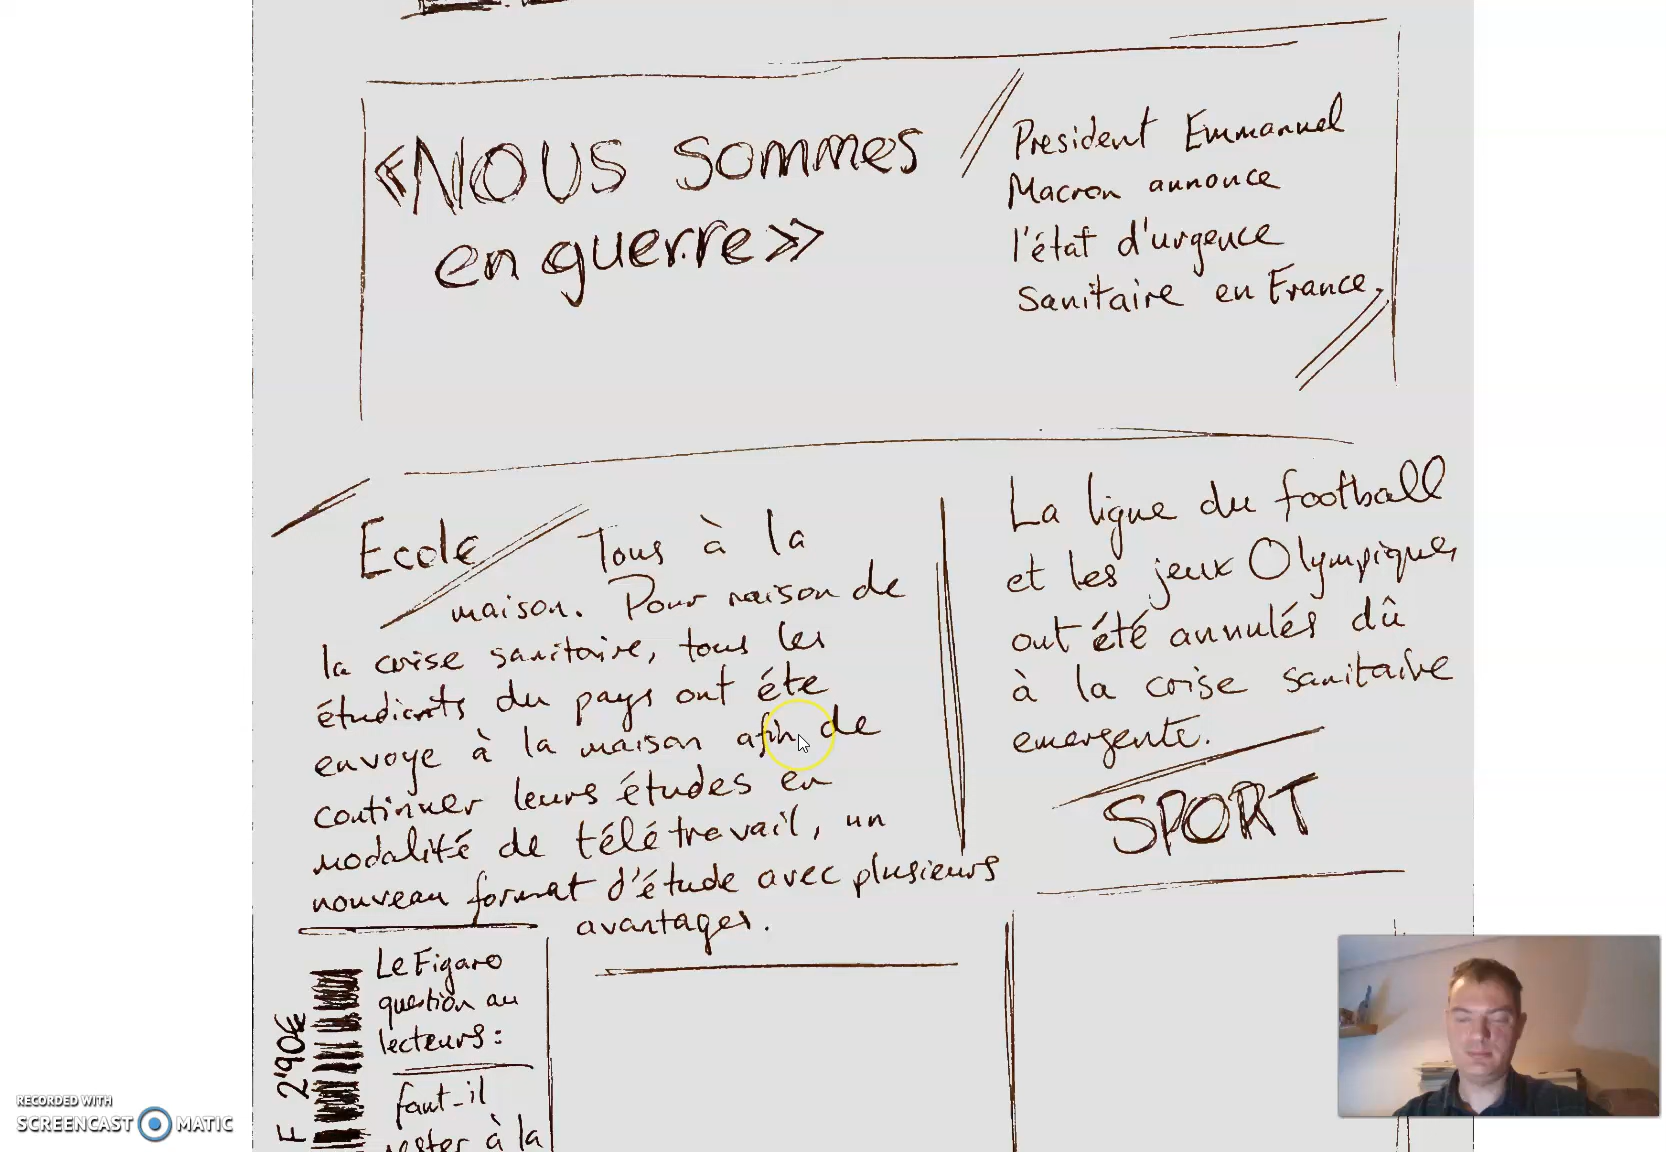 «NOUS sommes
en guerre»
President Emmanuel
Macron annonce
l'état d'urgence
sanitaire en France.
Ecole Tous à la
maison. Pour raison de
la crise sanitaire, tous les
étudiants du pays ont éte
envoye à la maison afin de
continuer leurs études en
modalité de télétravail, un
nouveau format d'étude avec plusieurs
avantages.
La ligue du football
et les jeux Olympiques
ont été annulés dû
à la crise sanitaire
emergente.
SPORT
Le Figaro
question au
lecteurs:
faut-il
rester à la
F 2'90€
RECORDED WITH
SCREENCAST MATIC